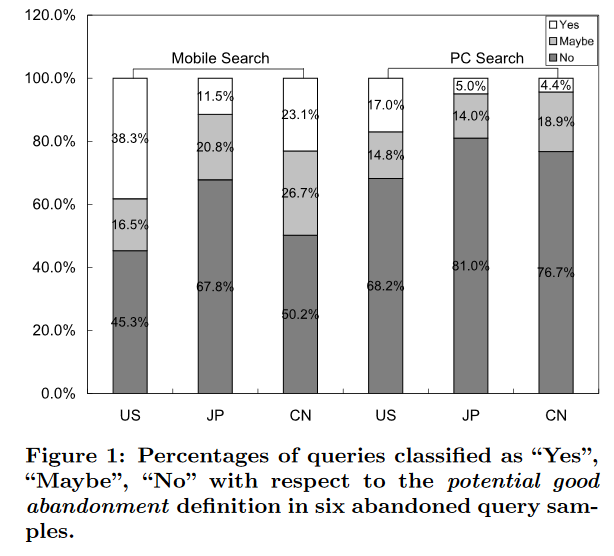 120.0%
Yes
Maybe
No
Mobile Search
PC Search
100.0%
80.0%
60.0%
40.0%
20.0%
0.0%
38.3%
16.5%
45.3%
11.5%
20.8%
67.8%
23.1%
26.7%
50.2%
17.0%
14.8%
68.2%
5.0%
14.0%
81.0%
4.4%
18.9%
76.7%
US JP CN US JP CN
Figure 1: Percentages of queries classified as “Yes”,
“Maybe”, “No” with respect to the potential good
abandonment definition in six abandoned query sam-
ples.